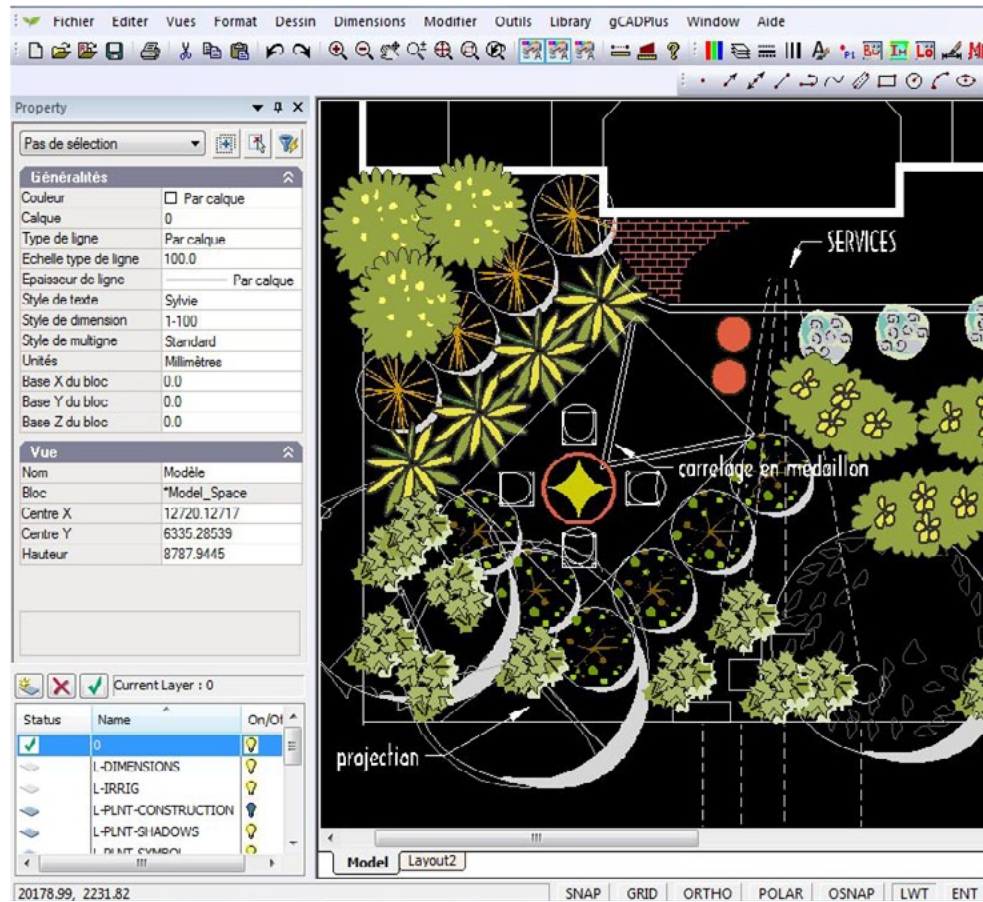 Fichier Editer Vues Format Dessin Dimensions Modifier Outils Library gCADPlus Window Aide
Property
Pas de sélection
Généralités
Couleur Par calque
Calque 0
Type de ligne Par calque
Echelle type de ligne 100.0
Epaisseur de ligne Par calque
Style de texte Sylvie
Style de dimension 1-100
Style de multigne Standard
Unités Millimètres
Base X du bloc 0.0
Base Y du bloc 0.0
Base Z du bloc 0.0
Vue
Nom Modèle
Bloc *Model_Space
Centre X 12720.12717
Centre Y 6335.28539
Hauteur 8787.9445
Current Layer : 0
Status Name On/Of
0
L-DIMENSIONS
L-IRRIG
L-PLNT-CONSTRUCTION
L-PLNT-SHADOWS
L-PLNT-SYMBOL
SERVICES
carrelage en médaillon
projection
Model Layout2
20178.99, 2231.82 SNAP GRID ORTHO POLAR OSNAP LWT ENT